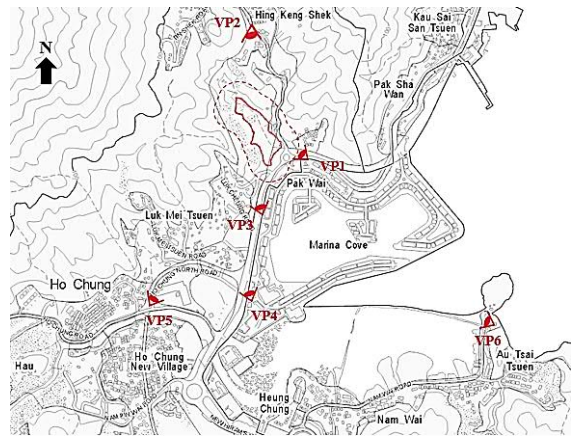 Hing Keng Shek
VP2
Kau Sai
San Tsuen
N
Pak Sha
Wan
VP1
Pak Wai
Luk Mei Tsuen
VP3
Marina Cove
Ho Chung
VP4
VP5
VP6
Ho Chung
New Village
Au Tsai
Tsuen
Hau
Heung
Chung
Nam Wai